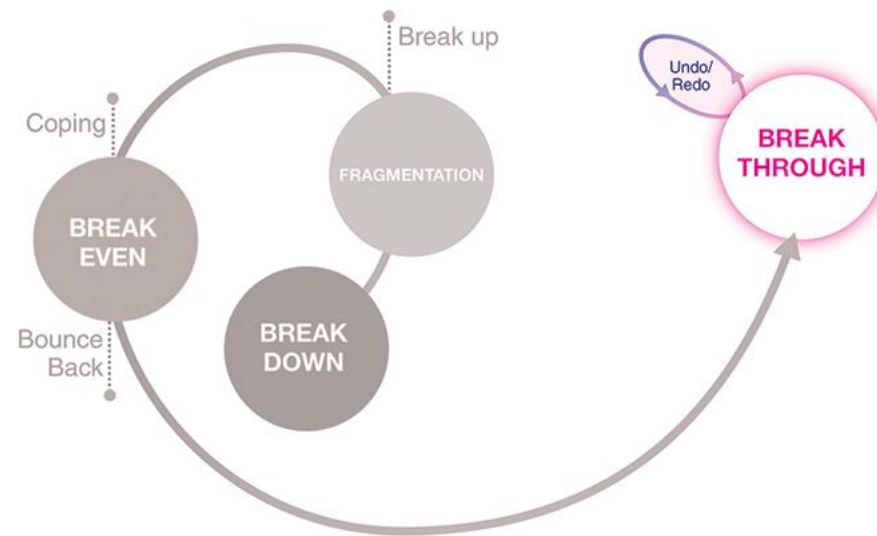 Break up
Undo/
Redo
Coping
BREAK
THROUGH
FRAGMENTATION
BREAK
EVEN
Bounce
Back
BREAK
DOWN